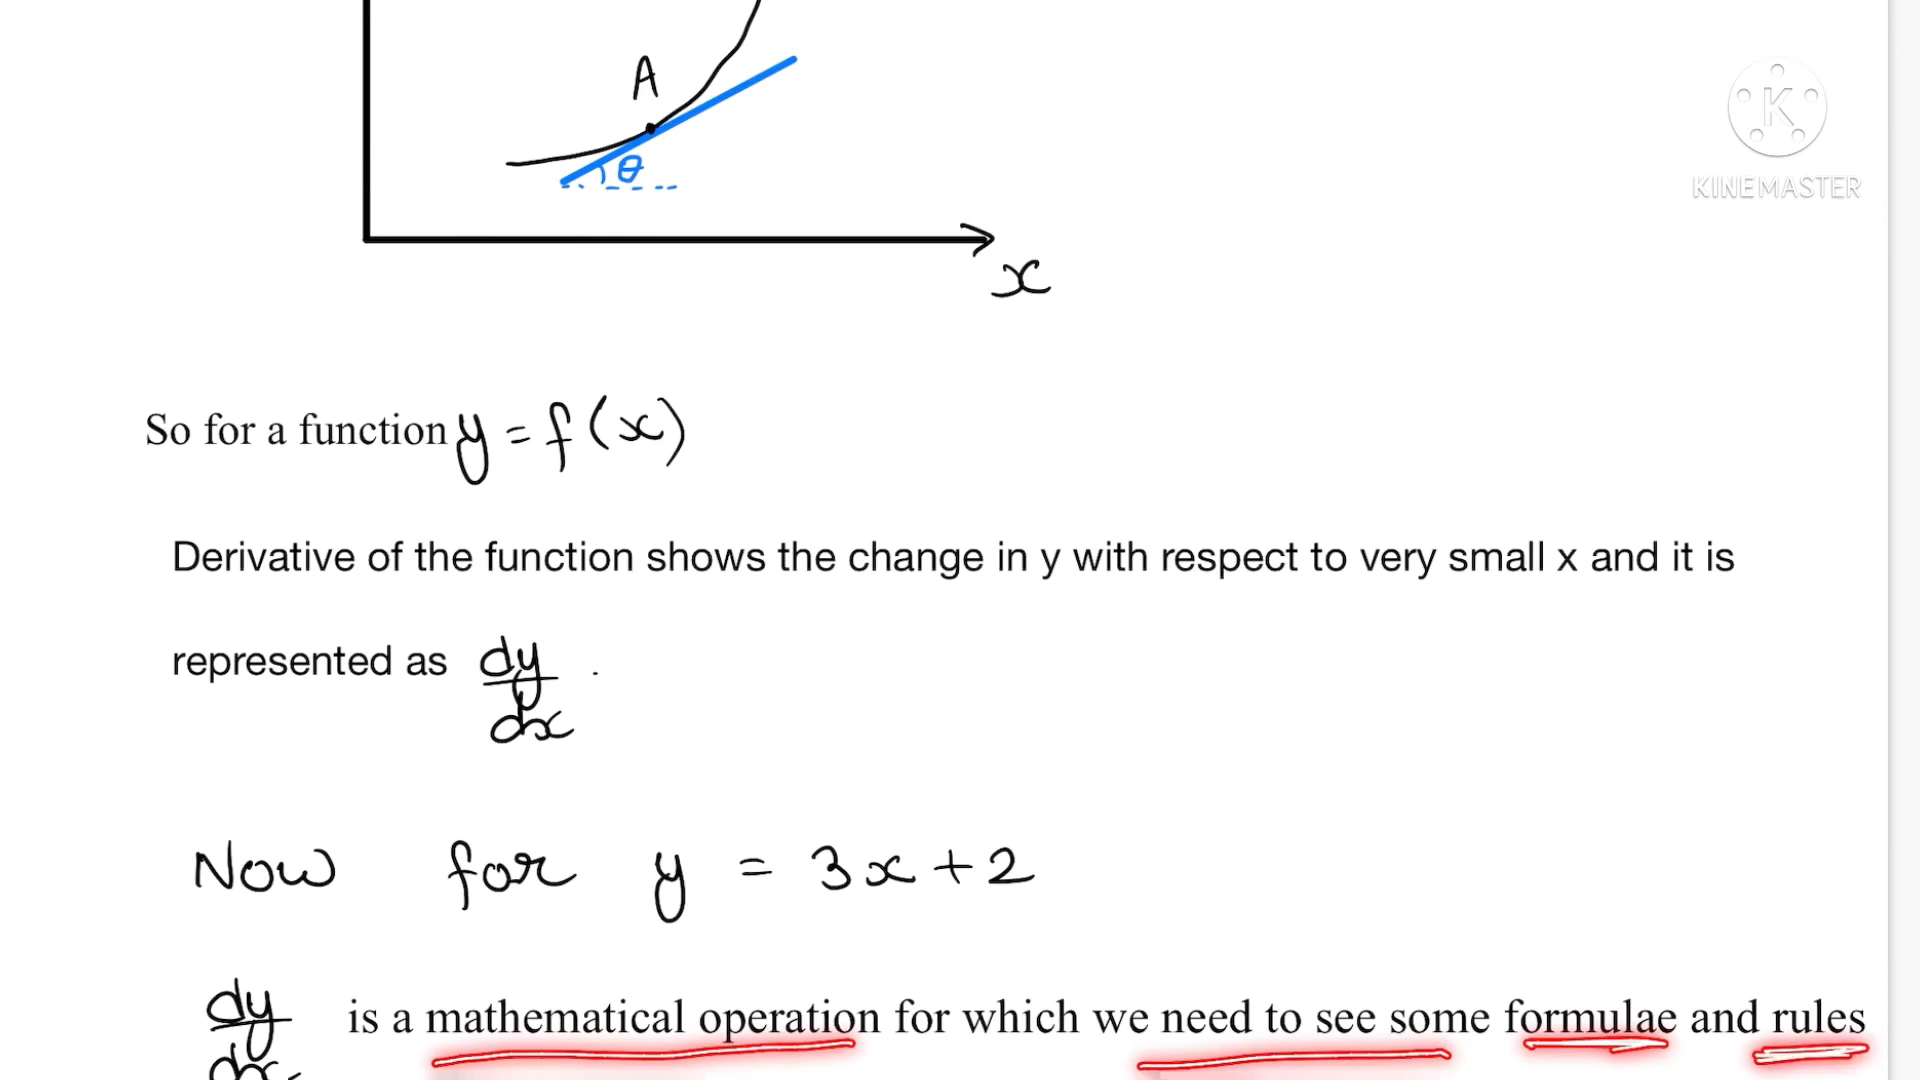 A
θ
K
KINEMASTER
x
So for a function y = f(x)
Derivative of the function shows the change in y with respect to very small x and it is
represented as dy/dx .
Now for y = 3x+2
dy/dx is a mathematical operation for which we need to see some formulae and rules